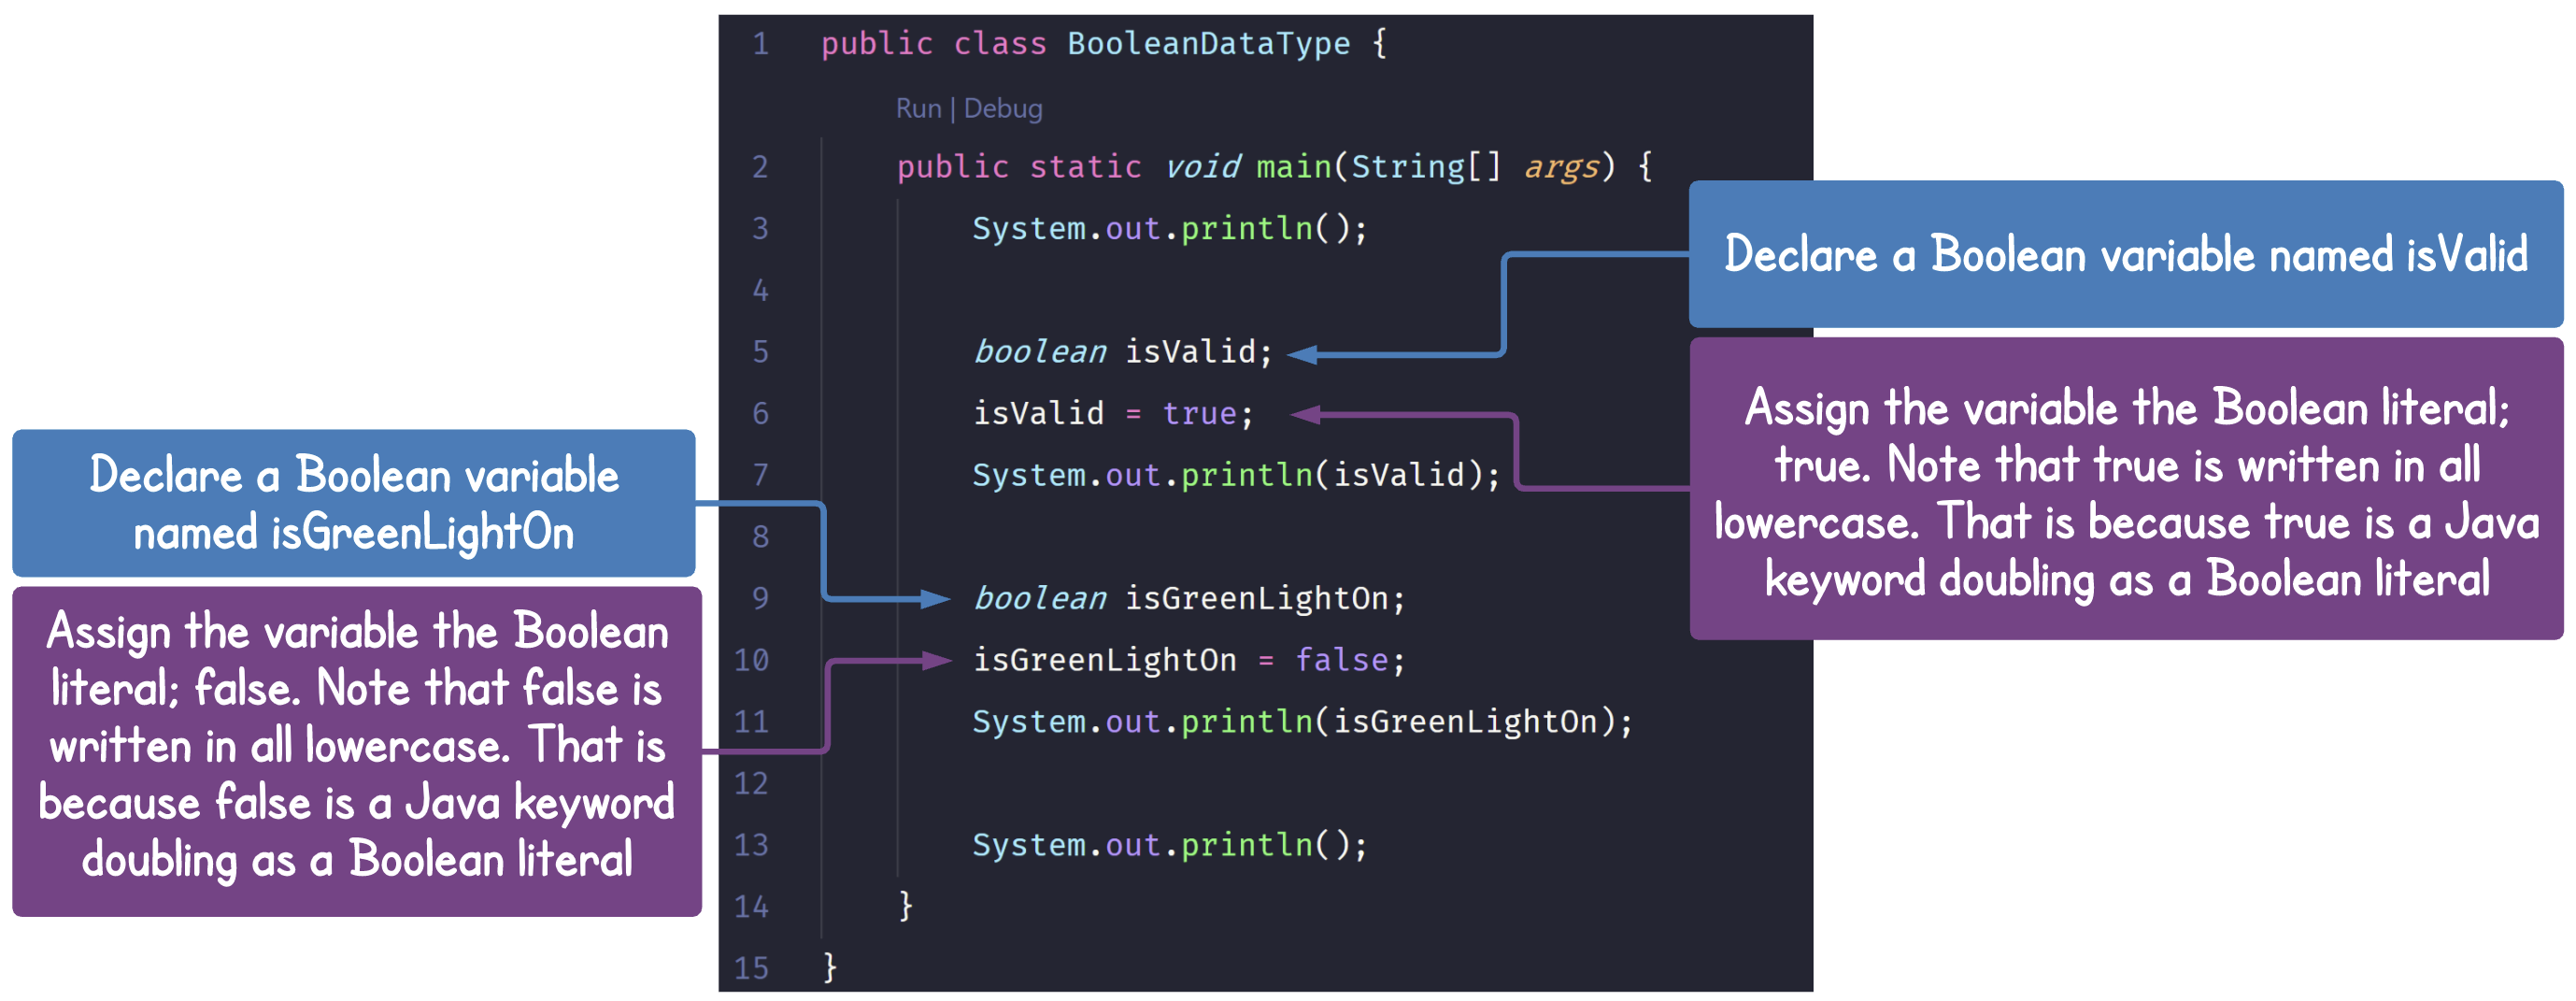 1 public class BooleanDataType {
Run | Debug
2 public static void main(String[] args) {
3 System.out.println();
4
5 boolean isValid;
6 isValid = true;
7 System.out.println(isValid);
8
9 boolean isGreenLightOn;
10 isGreenLightOn = false;
11 System.out.println(isGreenLightOn);
12
13 System.out.println();
14 }
15 }
Declare a Boolean variable named isValid
Assign the variable the Boolean literal;
true. Note that true is written in all
lowercase. That is because true is a Java
keyword doubling as a Boolean literal
Declare a Boolean variable
named isGreenLightOn
Assign the variable the Boolean
literal; false. Note that false is
written in all lowercase. That is
because false is a Java keyword
doubling as a Boolean literal